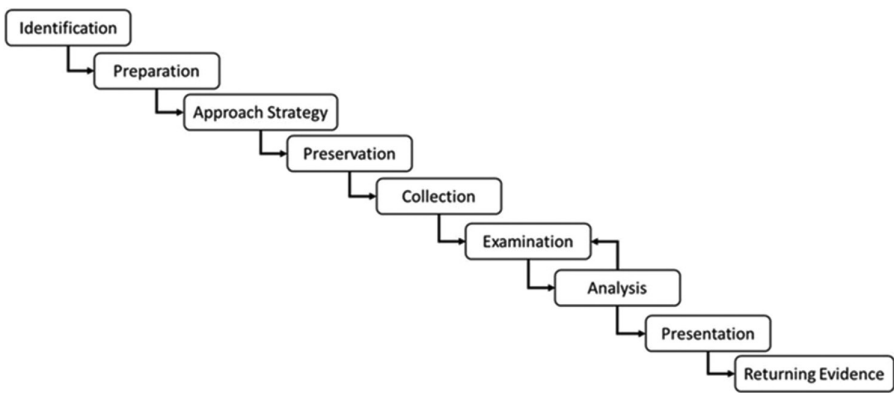 Identification
Preparation
Approach Strategy
Preservation
Collection
Examination
Analysis
Presentation
Returning Evidence